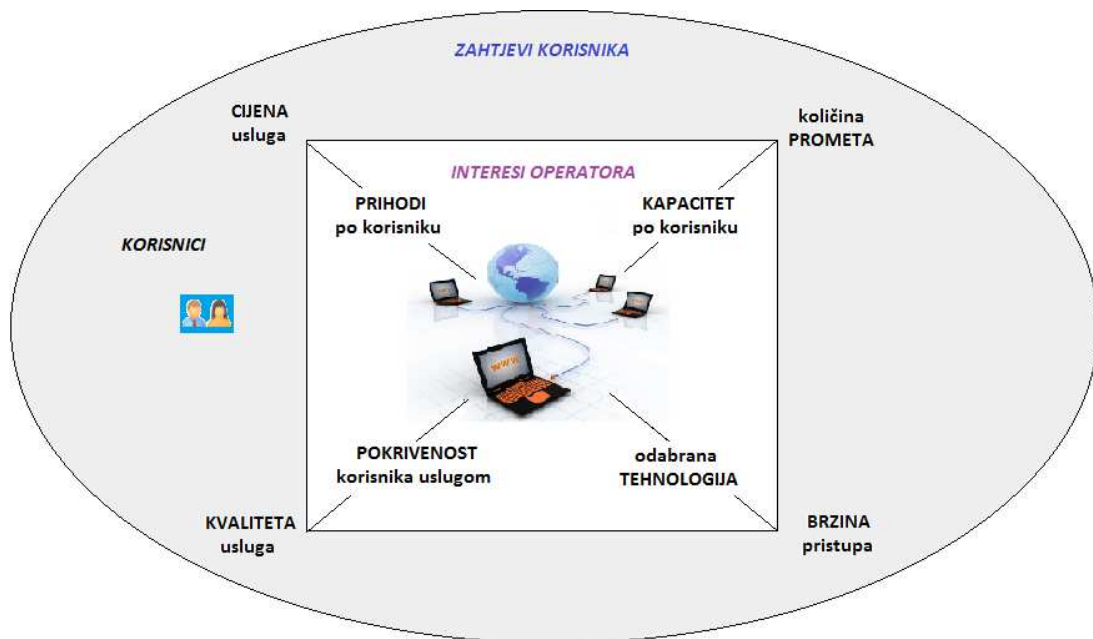 ZAHTJEVI KORISNIKA
CIJENA
usluga
količina
PROMETA
INTERESI OPERATORA
PRIHODI
po korisniku
KAPACITET
po korisniku
KORISNICI
www
POKRIVENOST
korisnika uslugom
odabrana
TEHNOLOGIJA
KVALITETA
usluga
BRZINA
pristupa